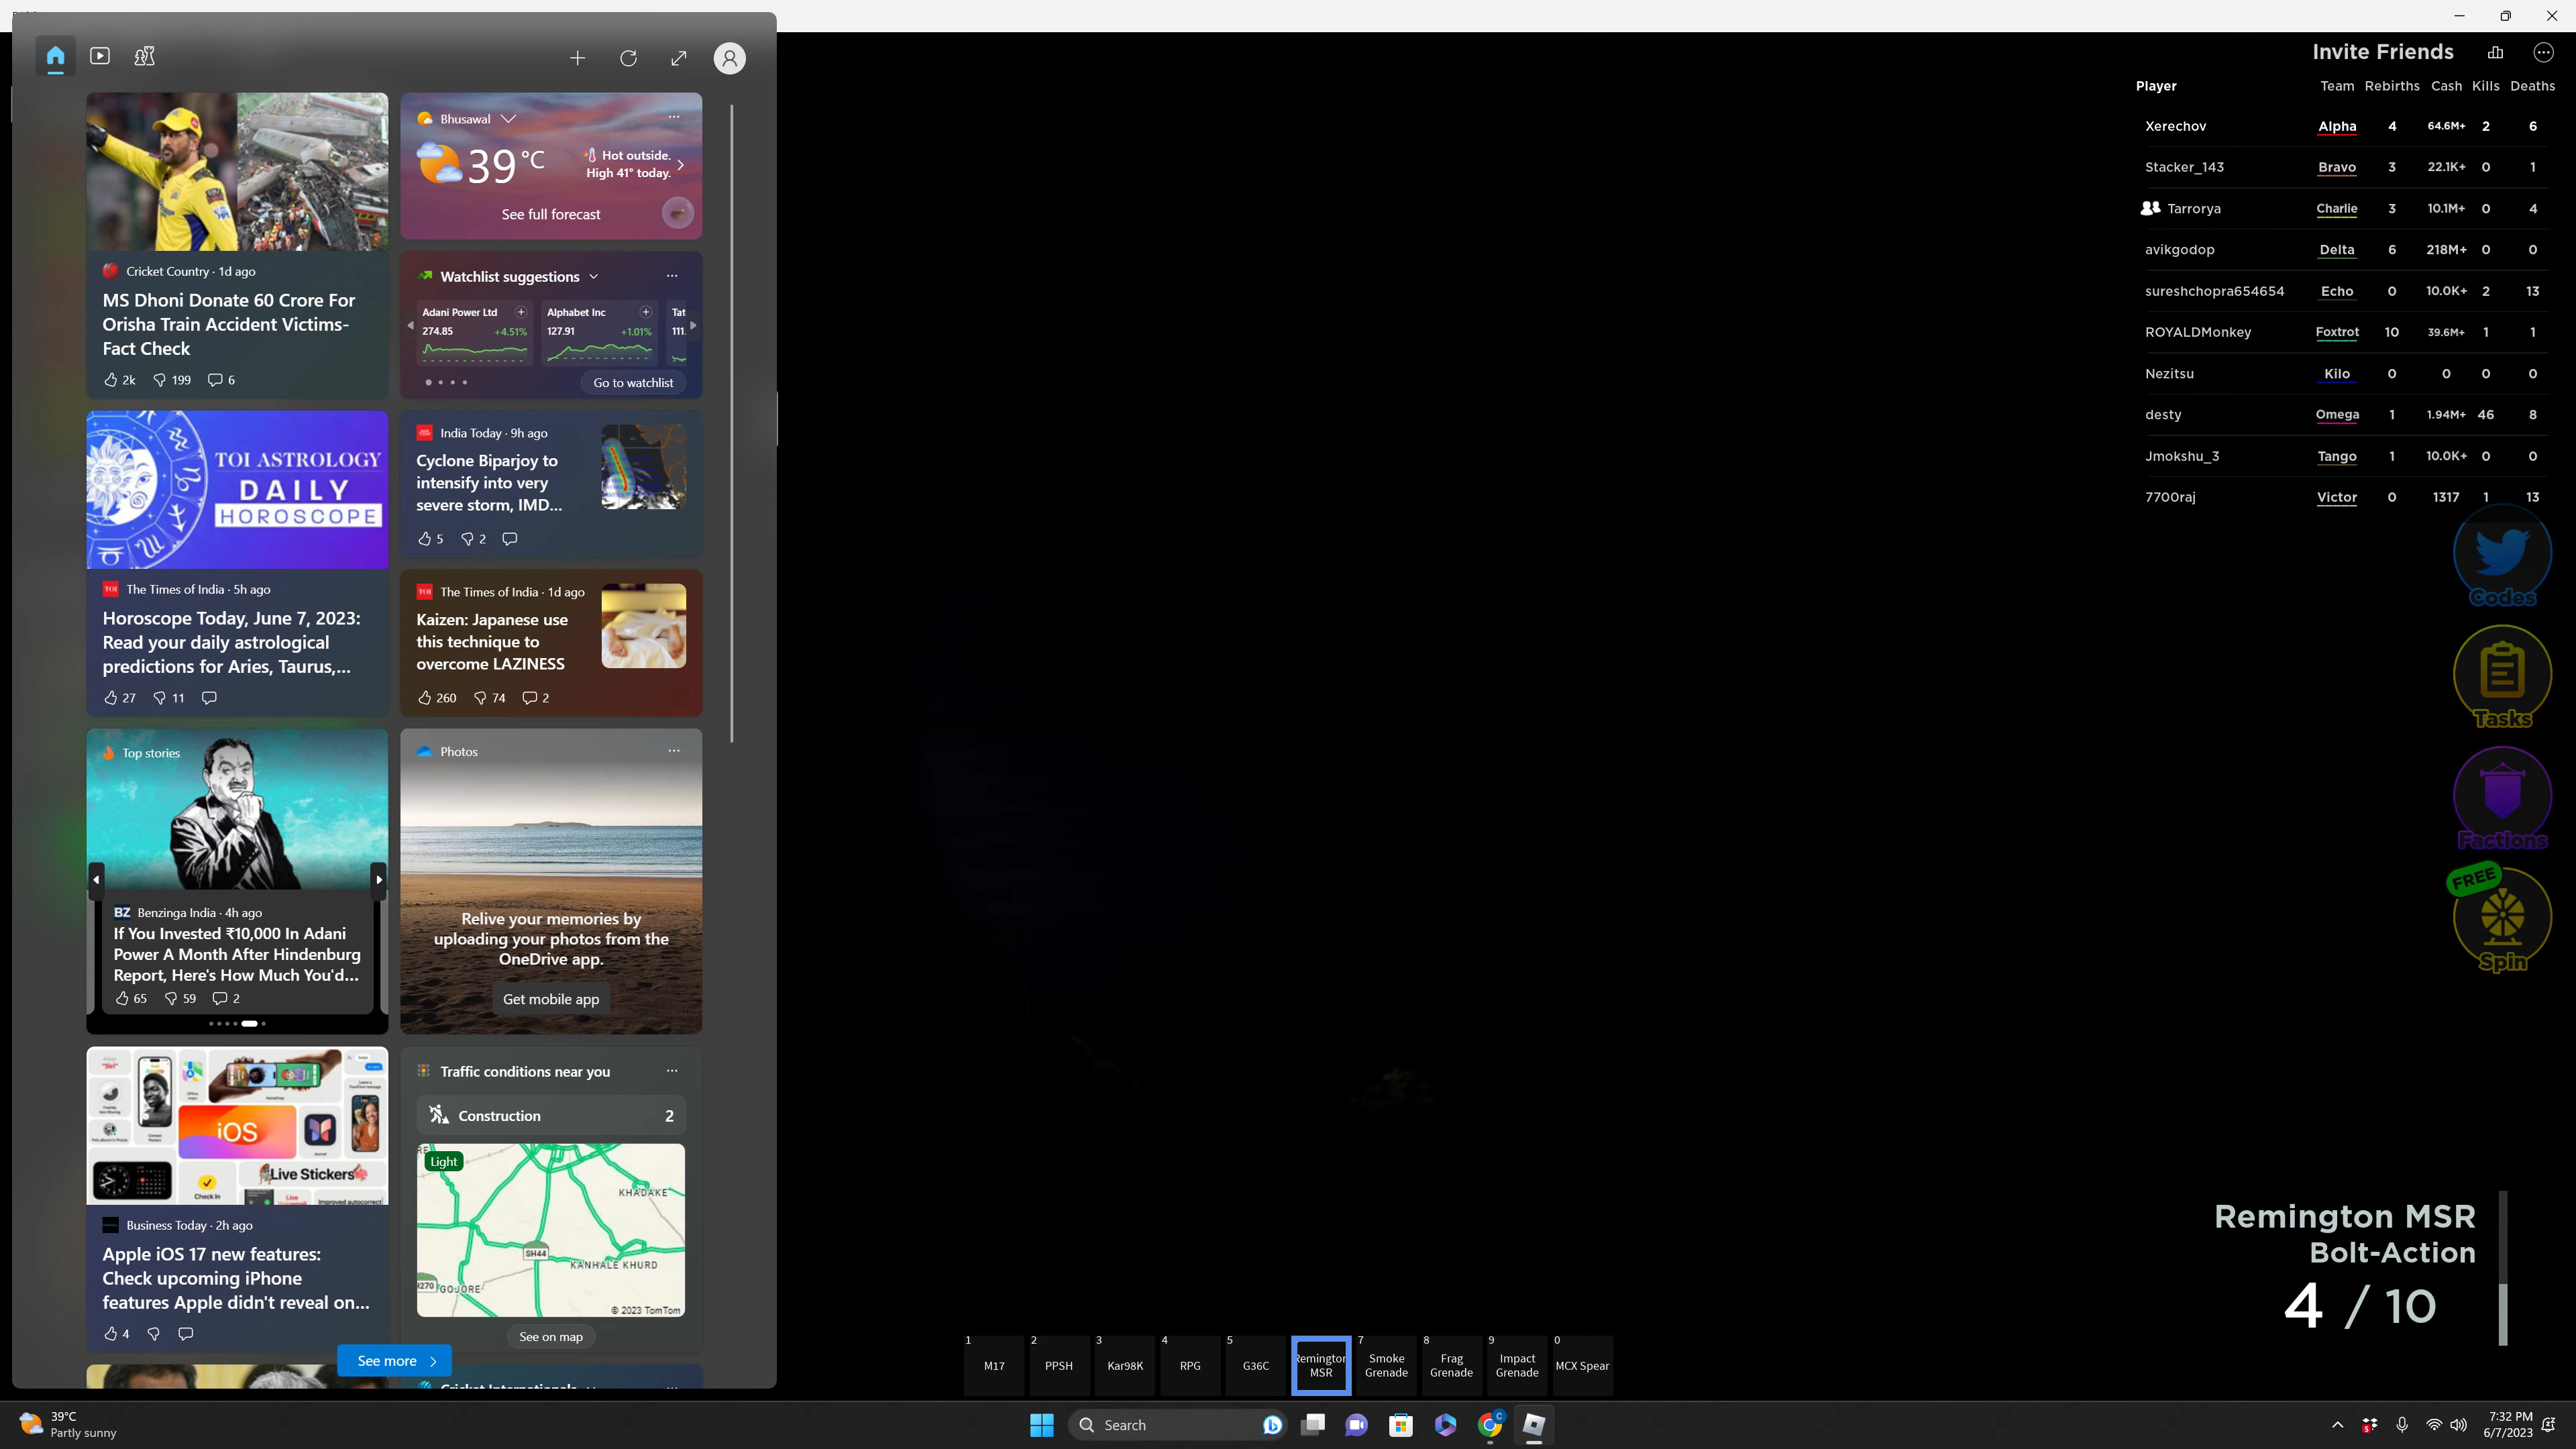 Bhusawal
39 °C
Hot outside.
High 41° today.
See full forecast
Cricket Country · 1d ago
MS Dhoni Donate 60 Crore For
Orisha Train Accident Victims-
Fact Check
2k 199 6
Watchlist suggestions
Adani Power Ltd
274.85 +4.51%
Alphabet Inc
127.91 +1.01%
Tat
111.
Go to watchlist
TOI ASTROLOGY
DAILY
HOROSCOPE
The Times of India · 5h ago
Horoscope Today, June 7, 2023:
Read your daily astrological
predictions for Aries, Taurus,...
27 11
India Today · 9h ago
Cyclone Biparjoy to
intensify into very
severe storm, IMD...
5 2
TOI
The Times of India · 1d ago
Kaizen: Japanese use
this technique to
overcome LAZINESS
260 74 2
Top stories
BZ Benzinga India · 4h ago
If You Invested ₹10,000 In Adani
Power A Month After Hindenburg
Report, Here's How Much You'd...
65 59 2
Photos
Relive your memories by
uploading your photos from the
OneDrive app.
Get mobile app
iOS
Live Stickers
Check In
Live
Improved autocorrect
Business Today · 2h ago
Apple iOS 17 new features:
Check upcoming iPhone
features Apple didn't reveal on...
4
Traffic conditions near you
Construction 2
Light
KHADAKE
SH44
KANHALE KHURD
GOJORE
© 2023 TomTom
See on map
See more
Invite Friends
Player Team Rebirths Cash Kills Deaths
Xerechov Alpha 4 64.6M+ 2 6
Stacker_143 Bravo 3 22.1K+ 0 1
Tarrorya Charlie 3 10.1M+ 0 4
avikgodop Delta 6 218M+ 0 0
sureshchopra654654 Echo 0 10.0K+ 2 13
ROYALDMonkey Foxtrot 10 39.6M+ 1 1
Nezitsu Kilo 0 0 0 0
desty Omega 1 1.94M+ 46 8
Jmokshu_3 Tango 1 10.0K+ 0 0
7700raj Victor 0 1317 1 13
Codes
Tasks
Factions
FREE
Spin
Remington MSR
Bolt-Action
4 / 10
1 M17
2 PPSH
3 Kar98K
4 RPG
5 G36C
Remington
MSR
7 Smoke
Grenade
8 Frag
Grenade
9 Impact
Grenade
0 MCX Spear
39°C
Partly sunny
Search
7:32 PM
6/7/2023